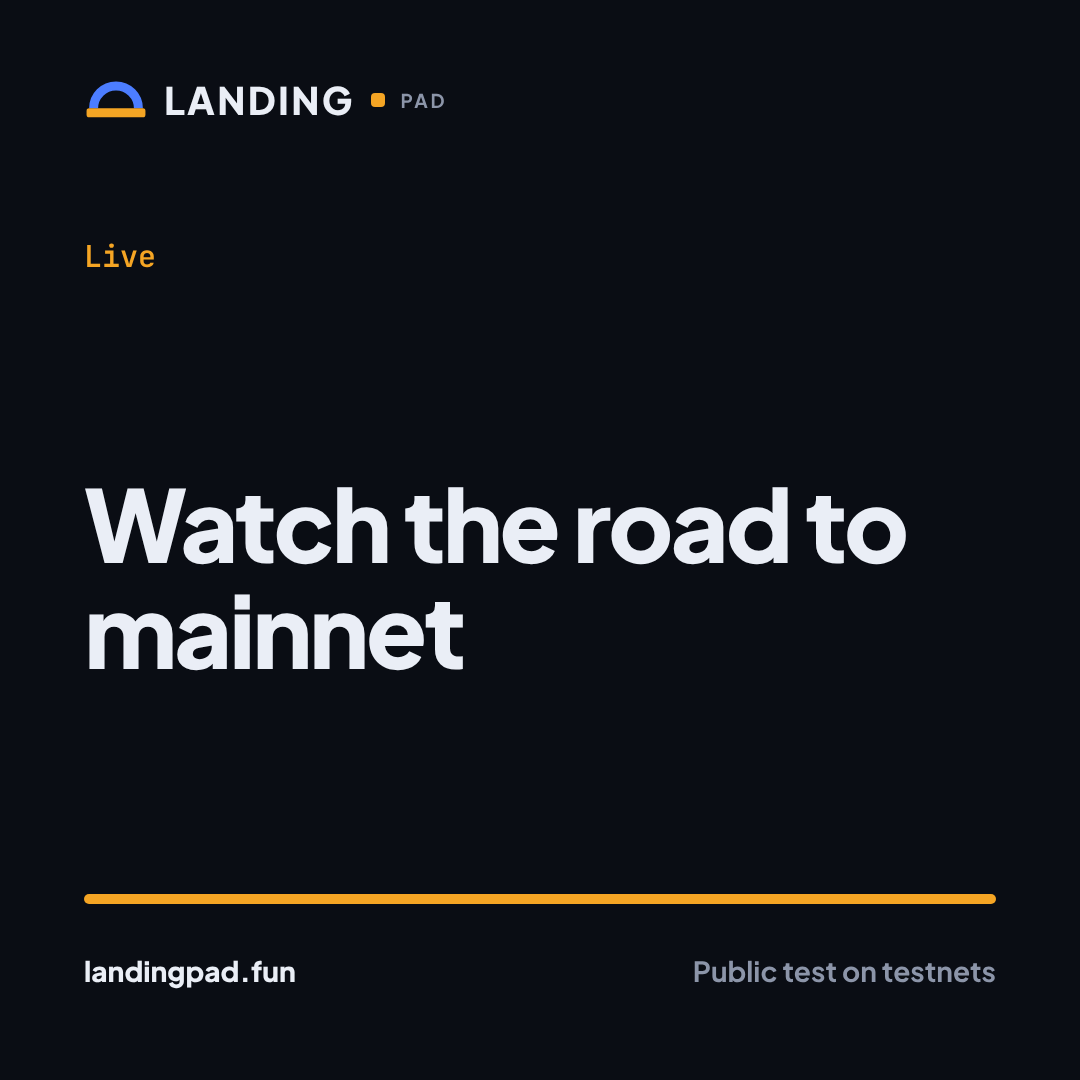 LANDING PAD
Live
Watch the road to
mainnet
landingpad.fun
Public test on testnets